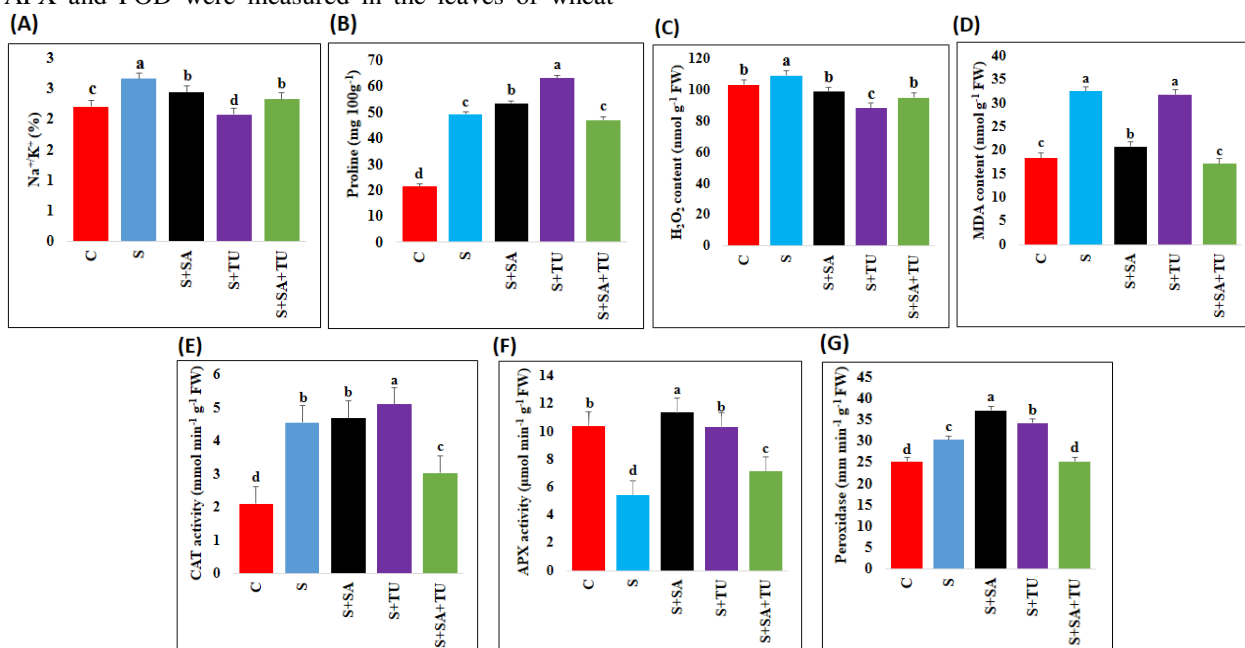 APX and POD were measured in the leaves of wheat
(A)
Na+/K+ (%)
3
3
2
2
1
1
0
c
a
b
d
b
C
S
S+SA
S+TU
S+SA+TU
(B)
Proline (mg 100g-1)
70
60
50
40
30
20
10
0
d
c
b
a
c
C
S
S+SA
S+TU
S+SA+TU
(C)
H2O2 content (nmol g-1 FW)
120
100
80
60
40
20
0
b
a
b
c
b
C
S
S+SA
S+TU
S+SA+TU
(D)
MDA content (nmol g-1 FW)
40
35
30
25
20
15
10
5
0
c
a
b
a
c
C
S
S+SA
S+TU
S+SA+TU
(E)
CAT activity (nmol min-1 g-1 FW)
6
5
4
3
2
1
0
d
b
b
a
c
C
S
S+SA
S+TU
S+SA+TU
(F)
APX activity (µmol min-1 g-1 FW)
14
12
10
8
6
4
2
0
b
d
a
b
c
C
S
S+SA
S+TU
S+SA+TU
(G)
Peroxidase (mm min-1 g-1 FW)
45
40
35
30
25
20
15
10
5
0
d
c
a
b
d
C
S
S+SA
S+TU
S+SA+TU